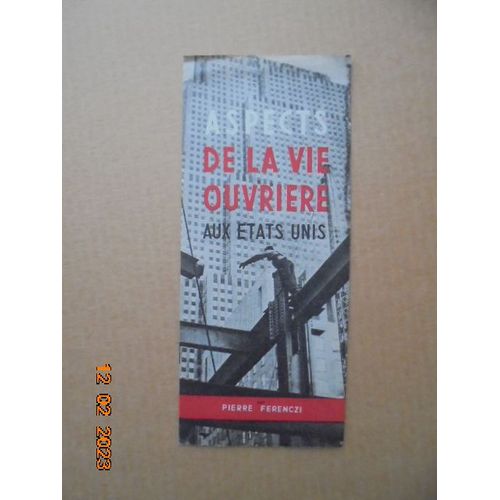 ASPECTS
DE LA VIE
OUVRIERE
AUX ETATS UNIS
PIERRE FERENCZI
12 02 2023